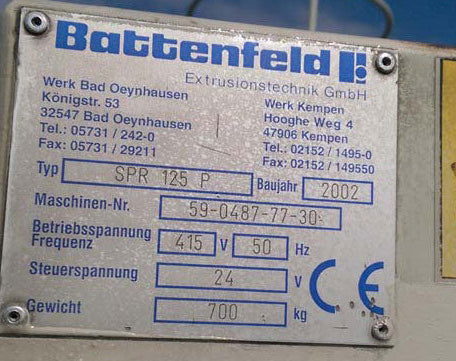 Battenfeld
Extrusionstechnik GmbH
Werk Bad Oeynhausen
Königstr. 53
32547 Bad Oeynhausen
Tel.: 05731 / 242-0
Fax: 05731 / 29211
Werk Kempen
Hooghe Weg 4
47906 Kempen
Tel.: 02152 / 1495-0
Fax: 02152 / 149550
Typ SPR 125 P Baujahr 2002
Maschinen-Nr. 59-0487-77-30
Betriebsspannung
Frequenz 415 V 50 Hz
Steuerspannung 24 V
Gewicht 700 kg
CE